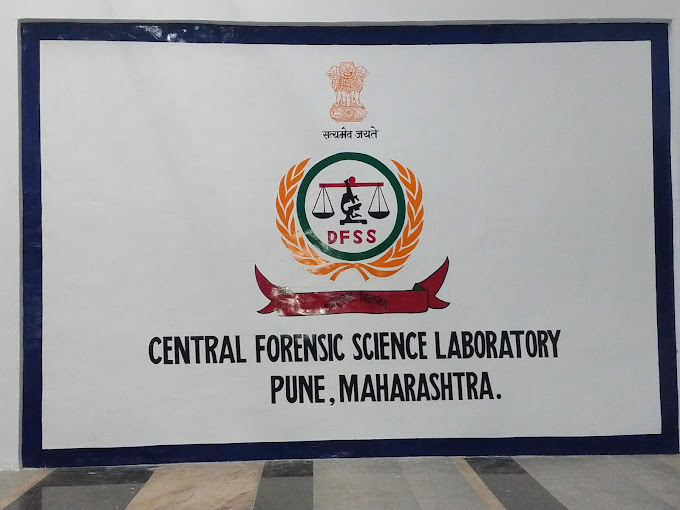 सत्यमेव जयते
DFSS
CENTRAL FORENSIC SCIENCE LABORATORY
PUNE, MAHARASHTRA.